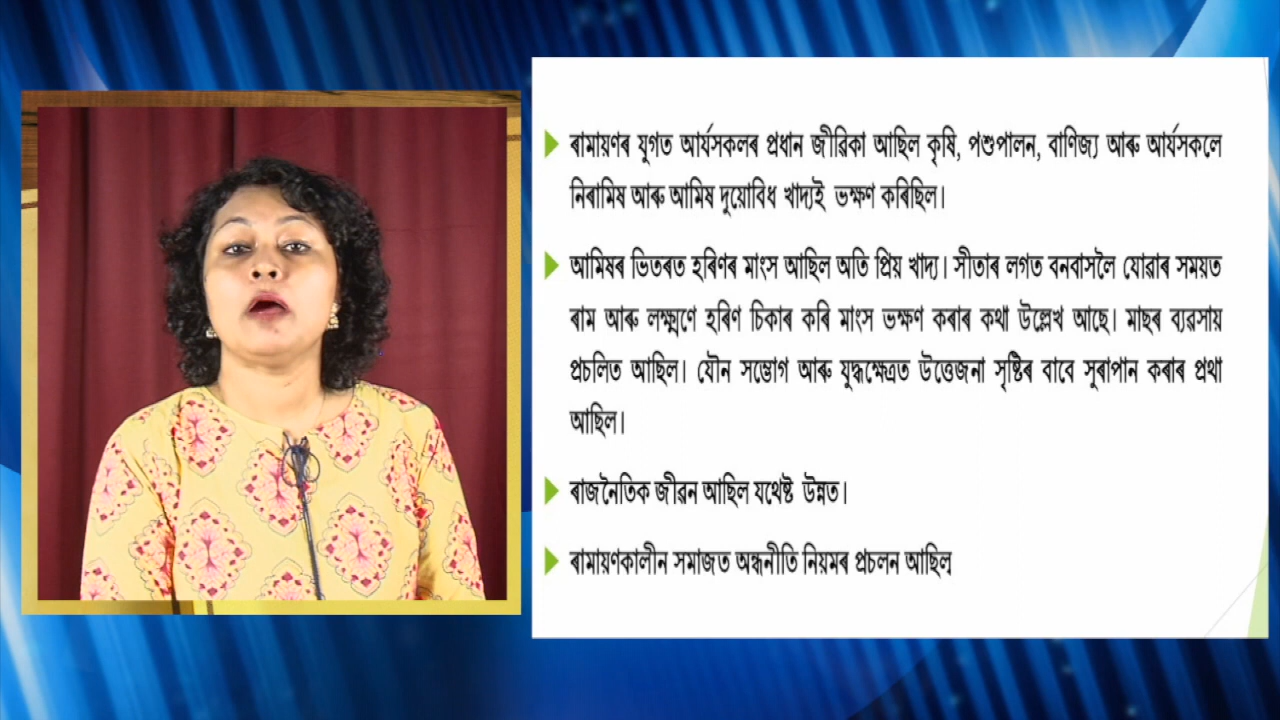 ৰামায়ণৰ যুগত আৰ্যসকলৰ প্ৰধান জীৱিকা আছিল কৃষি, পশুপালন, বাণিজ্য আৰু আৰ্যসকলে
নিৰামিষ আৰু আমিষ দুয়োবিধ খাদ্যই ভক্ষণ কৰিছিল।
আমিষৰ ভিতৰত হৰিণৰ মাংস আছিল অতি প্ৰিয় খাদ্য। সীতাৰ লগত বনবাসলৈ যোৱাৰ সময়ত
ৰাম আৰু লক্ষ্মণে হৰিণ চিকাৰ কৰি মাংস ভক্ষণ কৰাৰ কথা উল্লেখ আছে। মাছৰ ব্যৱসায়
প্ৰচলিত আছিল। যৌন সম্ভোগ আৰু যুদ্ধক্ষেত্ৰত উত্তেজনা সৃষ্টিৰ বাবে সুৰাপান কৰাৰ প্ৰথা
আছিল।
ৰাজনৈতিক জীৱন আছিল যথেষ্ট উন্নত।
ৰামায়ণকালীন সমাজত অন্ধনীতি নিয়মৰ প্ৰচলন আছিল